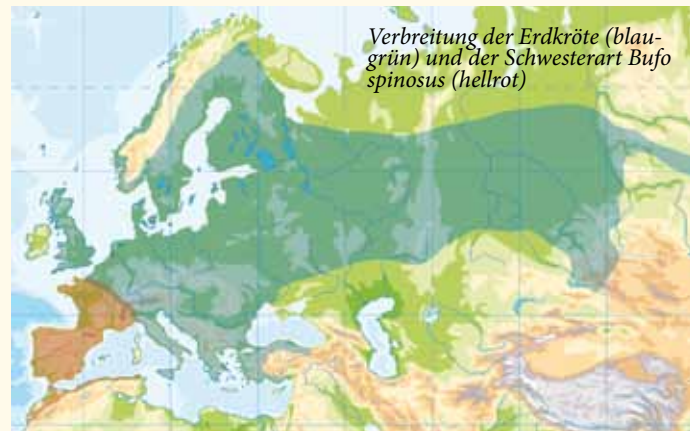 Verbreitung der Erdkröte (blau-
grün) und der Schwesterart Bufo
spinosus (hellrot)